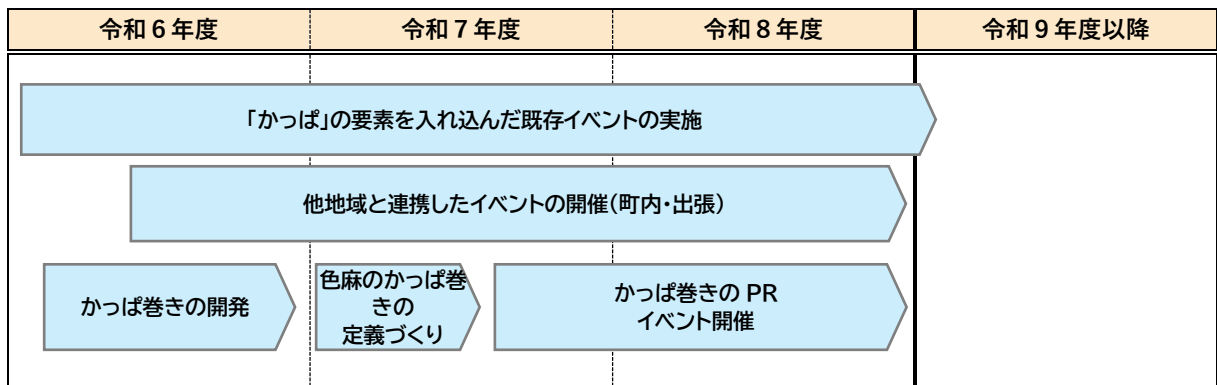 令和６年度
令和７年度
令和８年度
令和９年度以降
「かっぱ」の要素を入れ込んだ既存イベントの実施
他地域と連携したイベントの開催（町内・出張）
かっぱ巻きの開発
色麻のかっぱ巻
きの
定義づくり
かっぱ巻きの PR
イベント開催